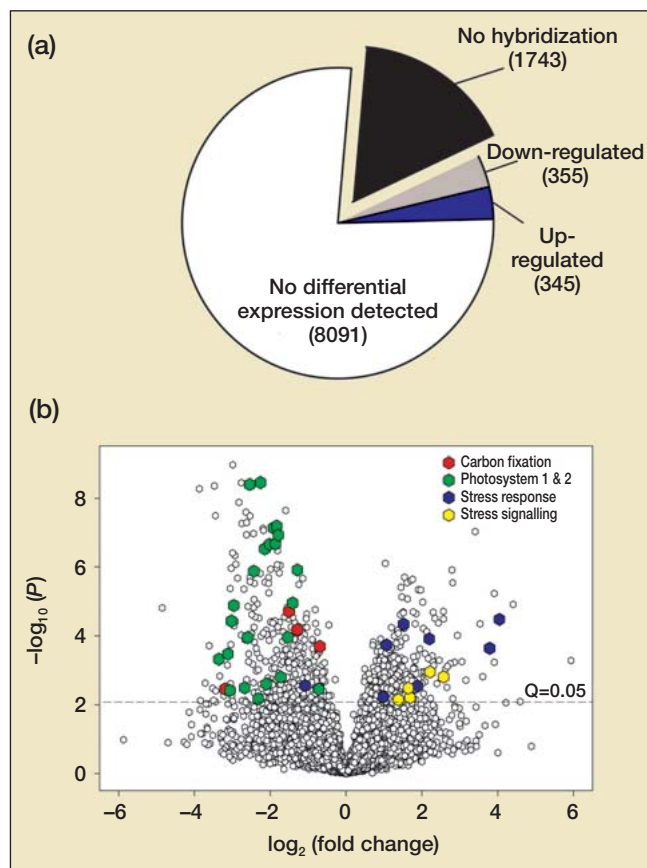 (a)
No hybridization
(1743)
Down-regulated
(355)
Up-
regulated
(345)
No differential
expression detected
(8091)
(b)
Carbon fixation
Photosystem 1 & 2
Stress response
Stress signalling
8
6
4
2
0
Q=0.05
–log10 (P)
–6 –4 –2 0 2 4 6
log2 (fold change)